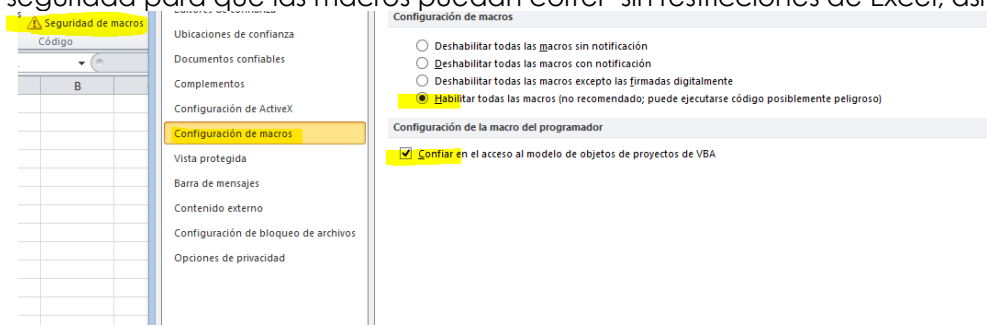 seguridad para que las macros puedan correr sin restricciones de Excel, así
Seguridad de macros
Código
B
Editores de confianza
Ubicaciones de confianza
Documentos confiables
Complementos
Configuración de ActiveX
Configuración de macros
Vista protegida
Barra de mensajes
Contenido externo
Configuración de bloqueo de archivos
Opciones de privacidad
Configuración de macros
Deshabilitar todas las macros sin notificación
Deshabilitar todas las macros con notificación
Deshabilitar todas las macros excepto las firmadas digitalmente
Habilitar todas las macros (no recomendado; puede ejecutarse código posiblemente peligroso)
Configuración de la macro del programador
Confiar en el acceso al modelo de objetos de proyectos de VBA